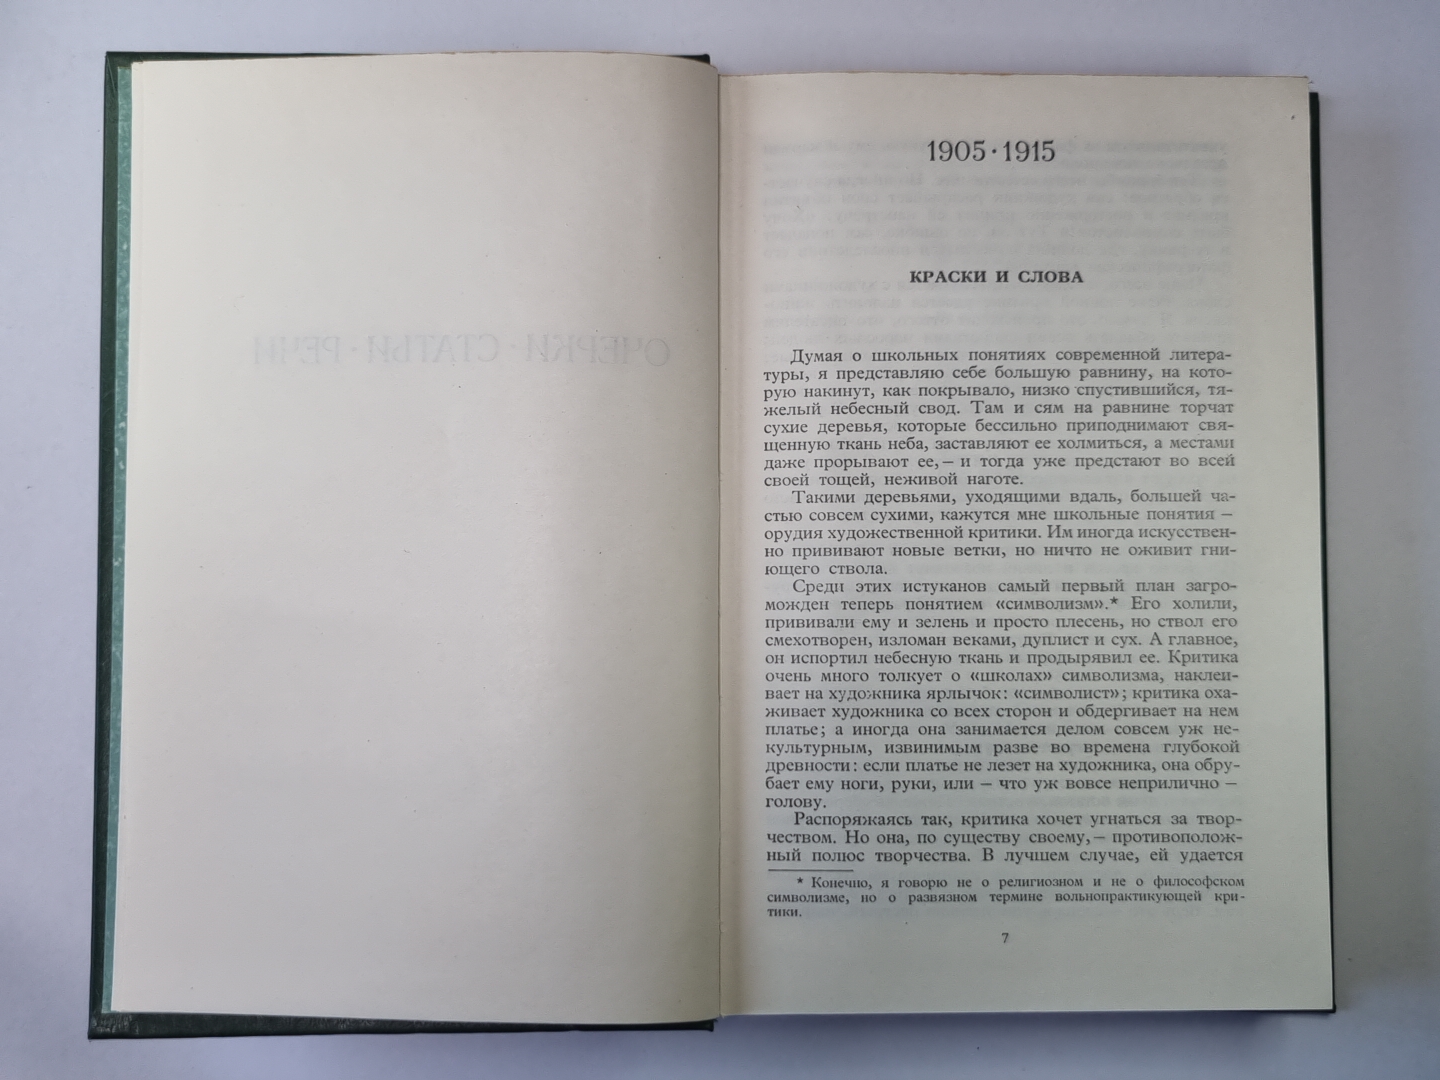 ОЧЕРКИ · СТАТЬИ · РЕЧИ
1905 · 1915
КРАСКИ И СЛОВА
Думая о школьных понятиях современной литера-
туры, я представляю себе большую равнину, на кото-
рую накинут, как покрывало, низко спустившийся, тя-
желый небесный свод. Там и сям на равнине торчат
сухие деревья, которые бессильно приподнимают свя-
щенную ткань неба, заставляют ее холмиться, а местами
даже прорывают ее, – и тогда уже предстают во всей
своей тощей, неживой наготе.
Такими деревьями, уходящими вдаль, большей ча-
стью совсем сухими, кажутся мне школьные понятия –
орудия художественной критики. Им иногда искусствен-
но прививают новые ветки, но ничто не оживит гни-
ющего ствола.
Среди этих истуканов самый первый план загро-
можден теперь понятием «символизм».* Его холили,
прививали ему и зелень и просто плесень, но ствол его
смехотворен, изломан веками, дуплист и сух. А главное,
он испортил небесную ткань и продырявил ее. Критика
очень много толкует о «школах» символизма, наклеи-
вает на художника ярлычок: «символист»; критика оха-
живает художника со всех сторон и обдергивает на нем
платье; а иногда она занимается делом совсем уж не-
культурным, извинимым разве во времена глубокой
древности: если платье не лезет на художника, она обру-
бает ему ноги, руки, или – что уж вовсе неприлично –
голову.
Распоряжаясь так, критика хочет угнаться за твор-
чеством. Но она, по существу своему, – противополож-
ный полюс творчества. В лучшем случае, ей удается
* Конечно, я говорю не о религиозном и не о философском
символизме, но о развязном термине вольнопрактикующей кри-
тики.
7